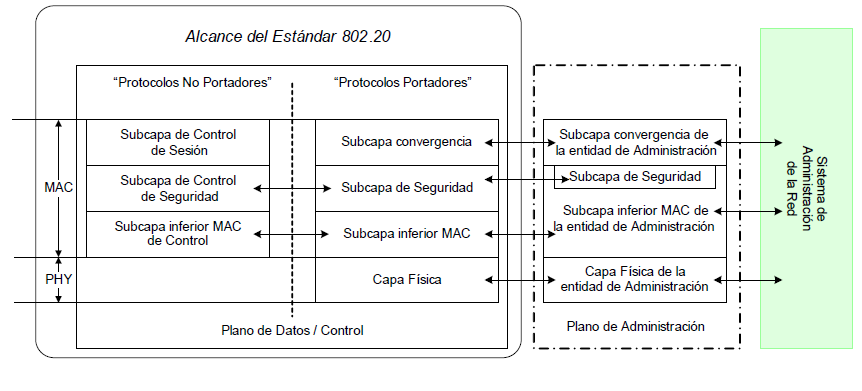 Alcance del Estándar 802.20
“Protocolos No Portadores”
“Protocolos Portadores”
MAC
PHY
Subcapa de Control
de Sesión
Subcapa de Control
de Seguridad
Subcapa inferior MAC
de Control
Subcapa convergencia
Subcapa de Seguridad
Subcapa inferior MAC
Capa Física
Plano de Datos / Control
Subcapa convergencia de
la entidad de Administración
Subcapa de Seguridad
Subcapa inferior MAC de
la entidad de Administración
Capa Física de la
entidad de Administración
Plano de Administración
Sistema de
Administración
de la Red